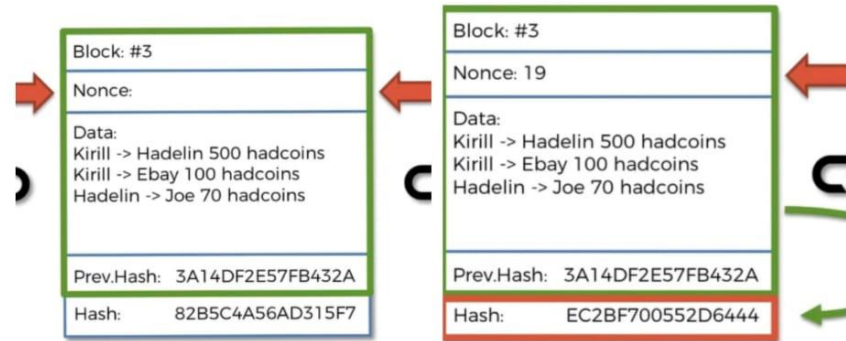 Block: #3
Nonce:
Data:
Kirill -> Hadelin 500 hadcoins
Kirill -> Ebay 100 hadcoins
Hadelin -> Joe 70 hadcoins
Prev.Hash: 3A14DF2E57FB432A
Hash: 82B5C4A56AD315F7
Block: #3
Nonce: 19
Data:
Kirill -> Hadelin 500 hadcoins
Kirill -> Ebay 100 hadcoins
Hadelin -> Joe 70 hadcoins
Prev.Hash: 3A14DF2E57FB432A
Hash: EC2BF700552D6444